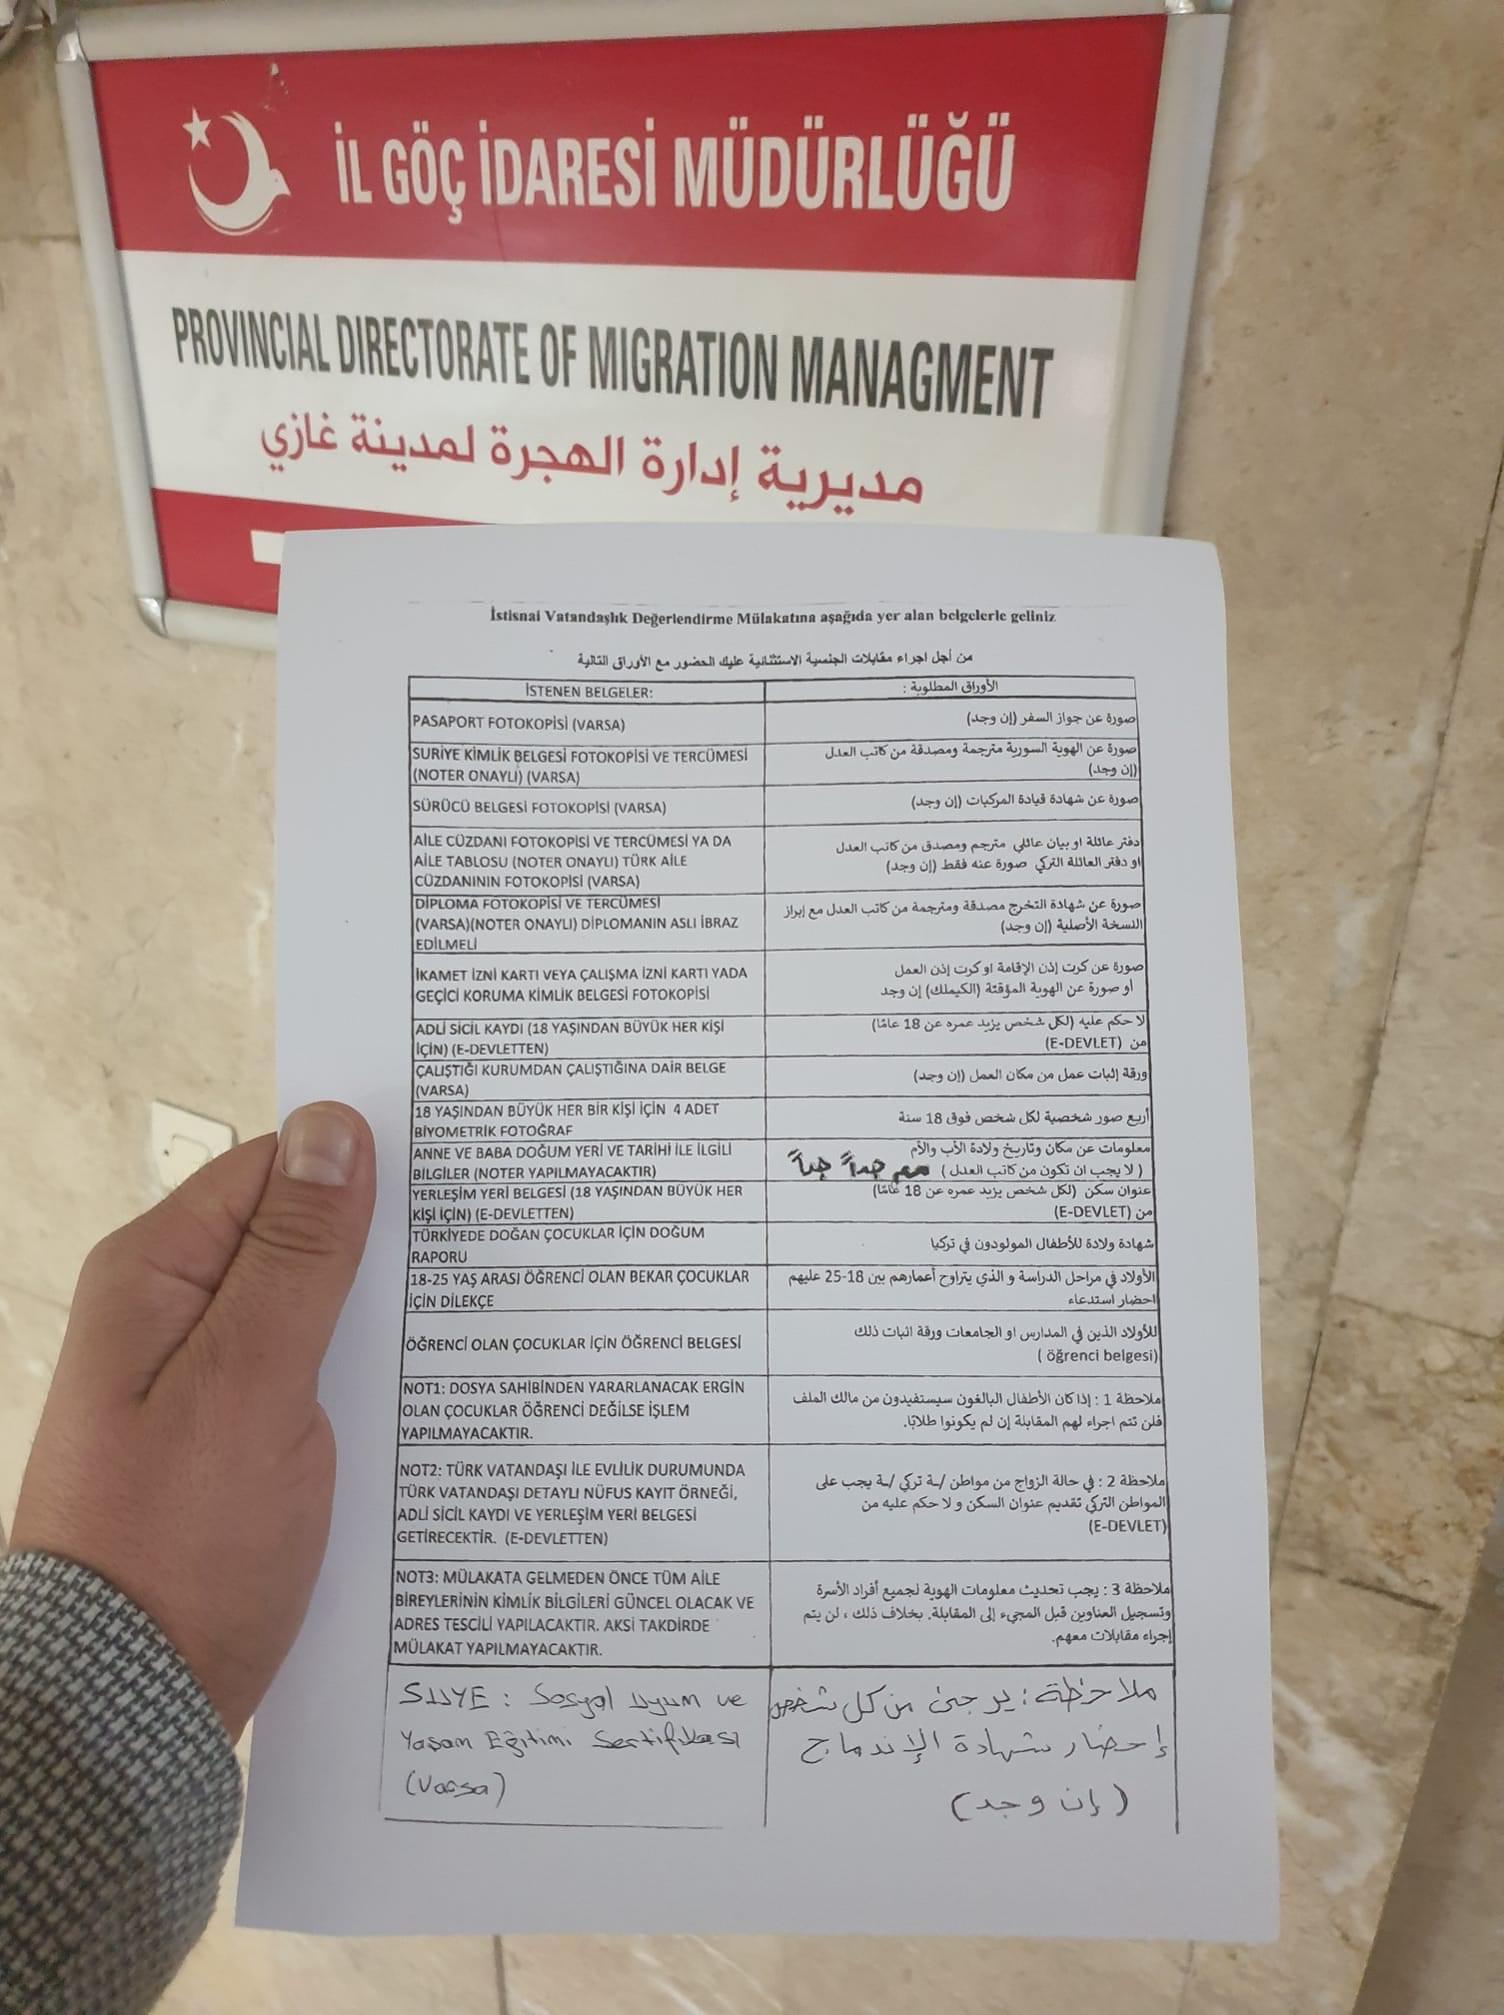 İL GÖÇ İDARESİ MÜDÜRLÜĞÜ
PROVINCIAL DIRECTORATE OF MIGRATION MANAGMENT
مديرية إدارة الهجرة لمدينة غازي
İstisnai Vatandaşlık Değerlendirme Mülakatına aşağıda yer alan belgelerle geliniz
من أجل اجراء مقابلات الجنسية الاستثنائية عليك الحضور مع الأوراق التالية
İSTENEN BELGELER:
الأوراق المطلوبة :
PASAPORT FOTOKOPİSİ (VARSA)
صورة عن جواز السفر (إن وجد)
SURİYE KİMLİK BELGESİ FOTOKOPİSİ VE TERCÜMESİ
(NOTER ONAYLI) (VARSA)
صورة عن الهوية السورية مترجمة ومصدقة من كاتب العدل
(إن وجد)
SÜRÜCÜ BELGESİ FOTOKOPİSİ (VARSA)
صورة عن شهادة قيادة المركبات (إن وجد)
AİLE CÜZDANI FOTOKOPİSİ VE TERCÜMESİ YA DA
AİLE TABLOSU (NOTER ONAYLI) TÜRK AİLE
CÜZDANININ FOTOKOPİSİ (VARSA)
دفتر عائلة او بيان عائلي مترجم ومصدق من كاتب العدل
او دفتر العائلة التركي صورة عنه فقط (إن وجد)
DİPLOMA FOTOKOPİSİ VE TERCÜMESİ
(VARSA)(NOTER ONAYLI) DİPLOMANIN ASLI İBRAZ
EDİLMELİ
صورة عن شهادة التخرج مصدقة ومترجمة من كاتب العدل مع إبراز
النسخة الأصلية (إن وجد)
İKAMET İZNİ KARTI VEYA ÇALIŞMA İZNİ KARTI YADA
GEÇİCİ KORUMA KİMLİK BELGESİ FOTOKOPİSİ
صورة عن كرت إذن الإقامة او كرت إذن العمل
أو صورة عن الهوية المؤقتة (الكيملك) إن وجد
ADLİ SİCİL KAYDI (18 YAŞINDAN BÜYÜK HER KİŞİ
İÇİN) (E-DEVLETTEN)
لا حكم عليه (لكل شخص يزيد عمره عن 18 عامًا)
من (E-DEVLET)
ÇALIŞTIĞI KURUMDAN ÇALIŞTIĞINA DAİR BELGE
(VARSA)
ورقة إثبات عمل من مكان العمل (إن وجد)
18 YAŞINDAN BÜYÜK HER BİR KİŞİ İÇİN 4 ADET
BİYOMETRİK FOTOĞRAF
أربع صور شخصية لكل شخص فوق 18 سنة
ANNE VE BABA DOĞUM YERİ VE TARİHİ İLE İLGİLİ
BİLGİLER (NOTER YAPILMAYACAKTIR)
معلومات عن مكان وتاريخ ولادة الأب والأم
( لا يجب ان تكون من كاتب العدل ) مهم جداً جداً
YERLEŞİM YERİ BELGESİ (18 YAŞINDAN BÜYÜK HER
KİŞİ İÇİN) (E-DEVLETTEN)
عنوان سكن (لكل شخص يزيد عمره عن 18 عامًا)
من (E-DEVLET)
TÜRKİYEDE DOĞAN ÇOCUKLAR İÇİN DOĞUM
RAPORU
شهادة ولادة للأطفال المولودون في تركيا
18-25 YAŞ ARASI ÖĞRENCİ OLAN BEKAR ÇOCUKLAR
İÇİN DİLEKÇE
الأولاد في مراحل الدراسة و الذي يتراوح أعمارهم بين 18-25 عليهم
احضار استدعاء
ÖĞRENCİ OLAN ÇOCUKLAR İÇİN ÖĞRENCİ BELGESİ
للأولاد الذين في المدارس او الجامعات ورقة اثبات ذلك
(öğrenci belgesi )
NOT1: DOSYA SAHİBİNDEN YARARLANACAK ERGİN
OLAN ÇOCUKLAR ÖĞRENCİ DEĞİLSE İŞLEM
YAPILMAYACAKTIR.
ملاحظة 1 : إذا كان الأطفال البالغون سيستفيدون من مالك الملف
فلن تتم اجراء لهم المقابلة إن لم يكونوا طلابًا.
NOT2: TÜRK VATANDAŞI İLE EVLİLİK DURUMUNDA
TÜRK VATANDAŞI DETAYLI NÜFUS KAYIT ÖRNEĞİ,
ADLİ SİCİL KAYDI VE YERLEŞİM YERİ BELGESİ
GETİRECEKTİR. (E-DEVLETTEN)
ملاحظة 2 : في حالة الزواج من مواطن /ـة تركي /ـة يجب على
المواطن التركي تقديم عنوان السكن و لا حكم عليه من
(E-DEVLET)
NOT3: MÜLAKATA GELMEDEN ÖNCE TÜM AİLE
BİREYLERİNİN KİMLİK BİLGİLERİ GÜNCEL OLACAK VE
ADRES TESCİLİ YAPILACAKTIR. AKSİ TAKDİRDE
MÜLAKAT YAPILMAYACAKTIR.
ملاحظة 3 : يجب تحديث معلومات الهوية لجميع أفراد الأسرة
وتسجيل العناوين قبل المجيء إلى المقابلة. بخلاف ذلك ، لن يتم
إجراء مقابلات معهم.
SUYE : Sosyal Uyum ve
Yaşam Eğitimi Sertifikası
(Varsa)
ملاحظة : يرجى من كل شخص
إحضار شهادة الإندماج
(إن وجد)